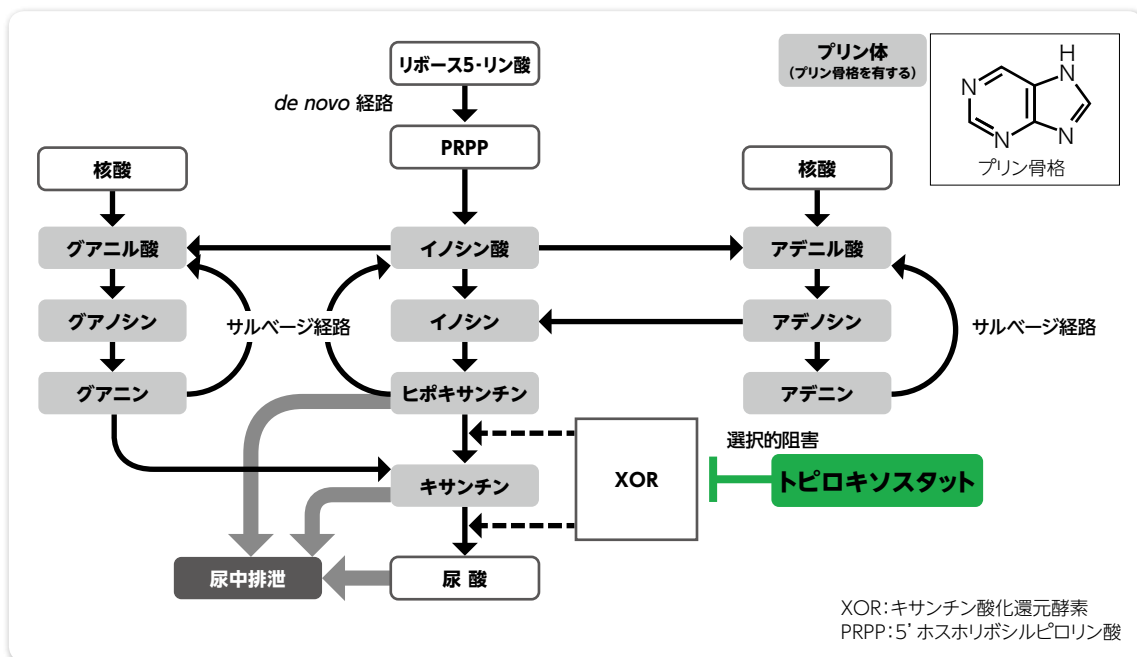 リボース5-リン酸
プリン体
(プリン骨格を有する)
H
N
N
N
N
プリン骨格
de novo 経路
PRPP
核酸
核酸
グアニル酸
イノシン酸
アデニル酸
グアノシン
サルベージ経路
イノシン
アデノシン
サルベージ経路
グアニン
ヒポキサンチン
アデニン
選択的阻害
XOR
トピロキソスタット
キサンチン
尿中排泄
尿 酸
XOR:キサンチン酸化還元酵素
PRPP:5’ホスホリボシルピロリン酸